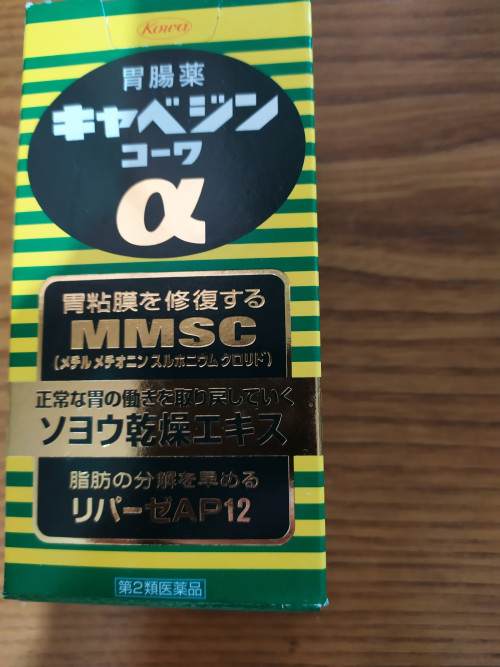 Kowa
胃腸薬
キャベジン
コーワ
α
胃粘膜を修復する
MMSC
(メチルメチオニンスルホニウムクロリド)
正常な胃の働きを取り戻していく
ソヨウ乾燥エキス
脂肪の分解を早める
リパーゼAP12
第2類医薬品